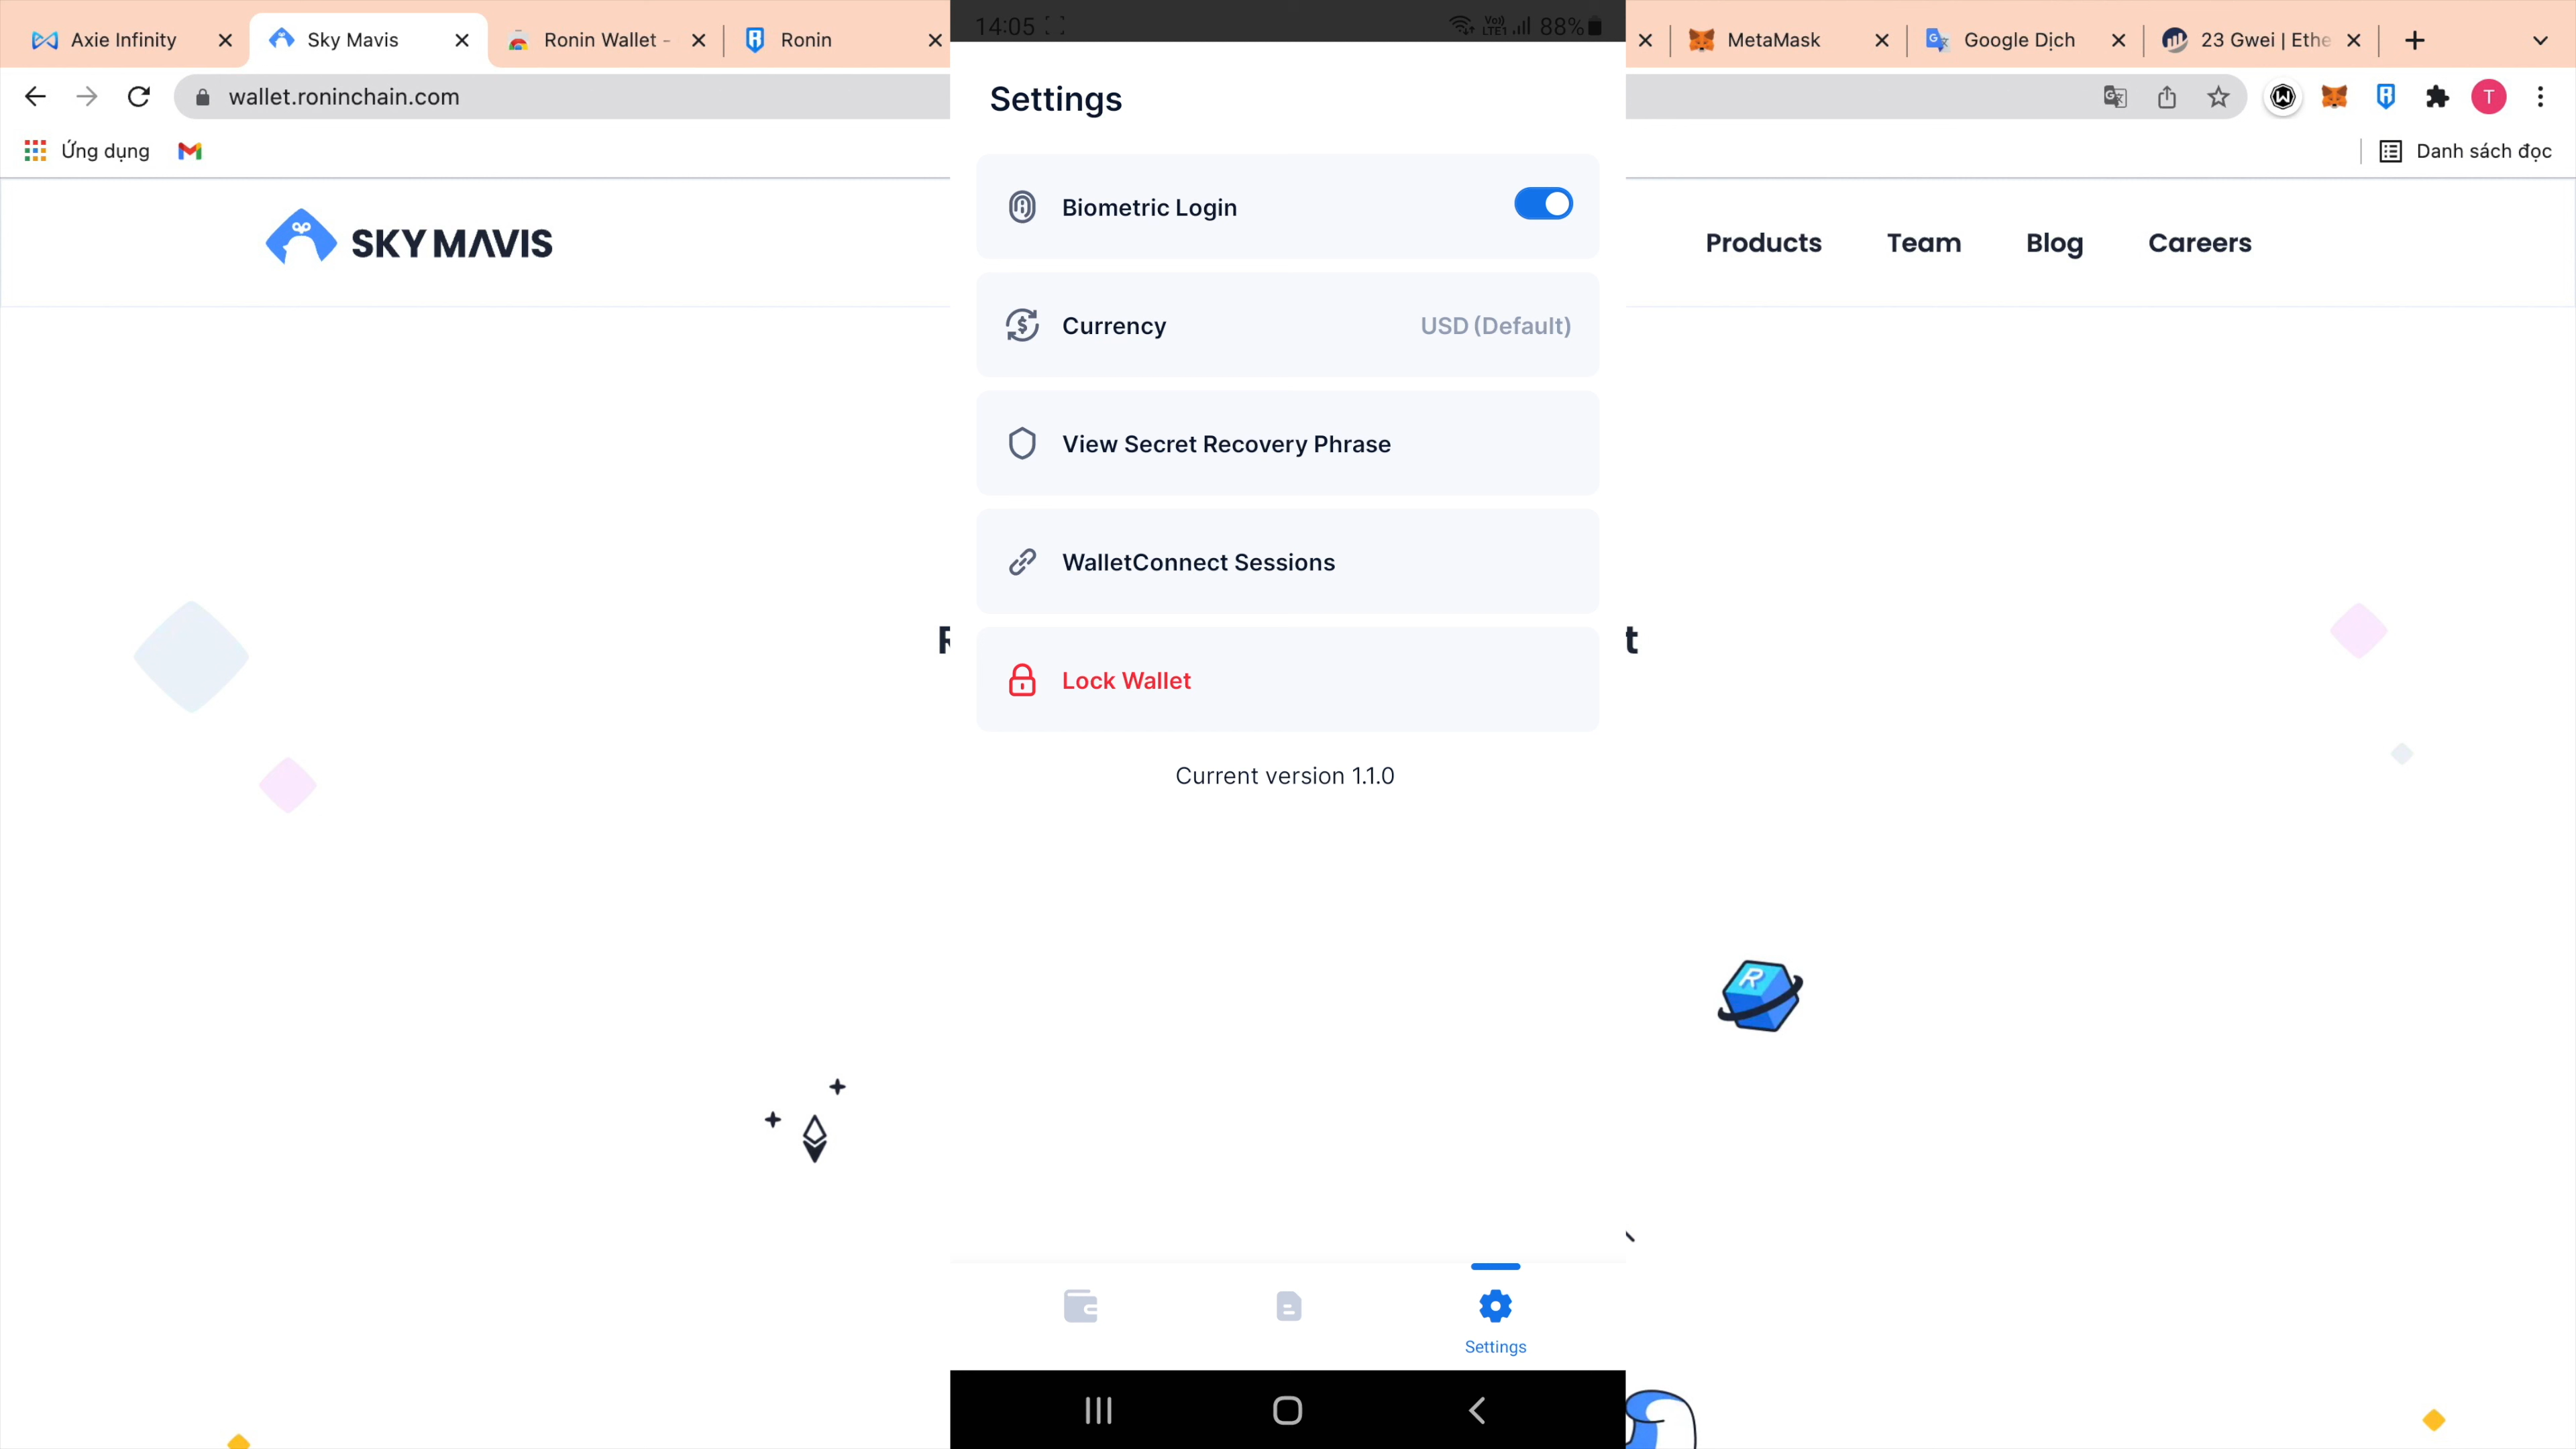 Axie Infinity
Sky Mavis
Ronin Wallet -
Ronin
MetaMask
Google Dịch
23 Gwei | Ethe
14:05
88%
wallet.roninchain.com
T
Ứng dụng
Danh sách đọc
SKY MAVIS
Products
Team
Blog
Careers
Settings
Biometric Login
Currency
USD (Default)
View Secret Recovery Phrase
WalletConnect Sessions
Lock Wallet
Current version 1.1.0
t
R
Settings